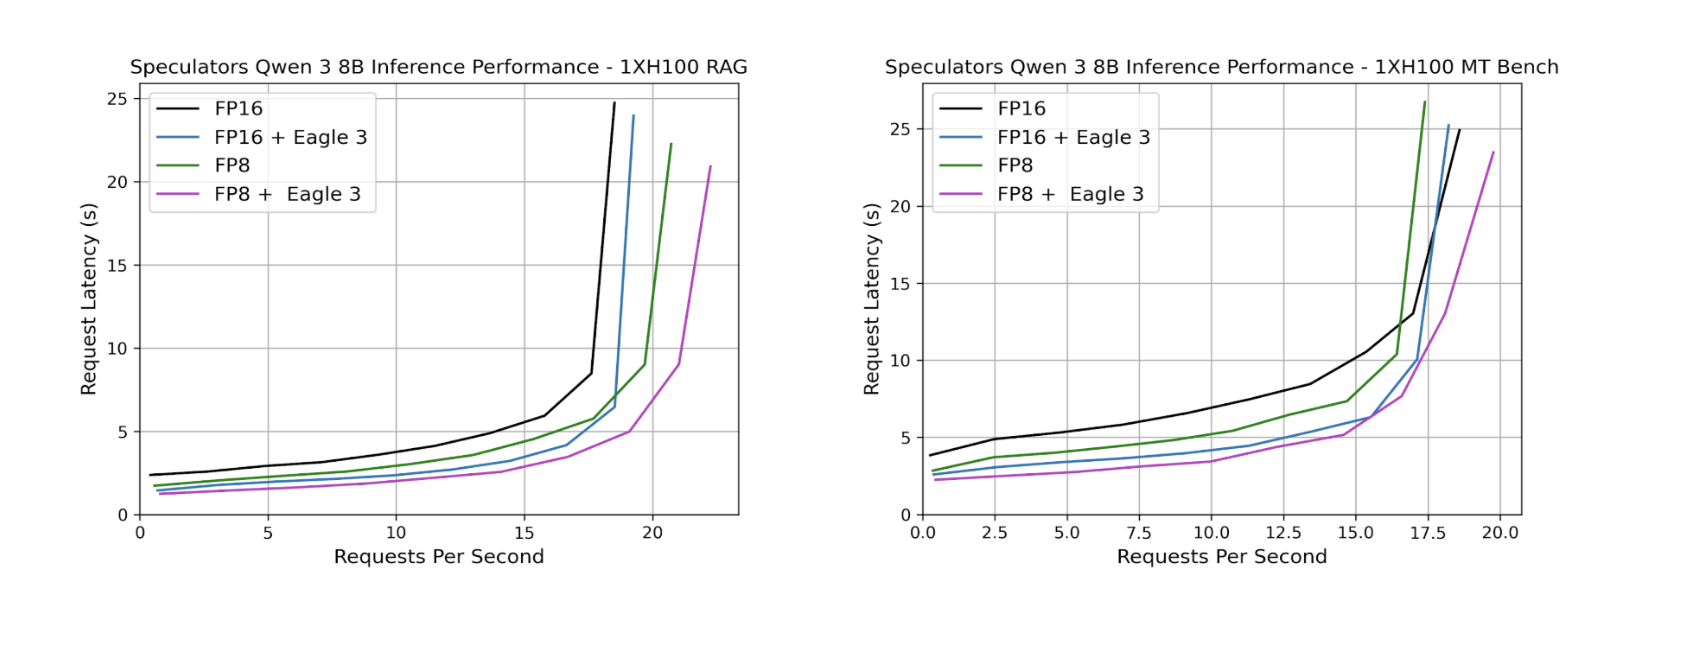 Speculators Qwen 3 8B Inference Performance - 1XH100 RAG
FP16
FP16 + Eagle 3
FP8
FP8 +  Eagle 3
Request Latency (s)
25
20
15
10
5
0
0 5 10 15 20
Requests Per Second
Speculators Qwen 3 8B Inference Performance - 1XH100 MT Bench
FP16
FP16 + Eagle 3
FP8
FP8 +  Eagle 3
Request Latency (s)
25
20
15
10
5
0
0.0 2.5 5.0 7.5 10.0 12.5 15.0 17.5 20.0
Requests Per Second